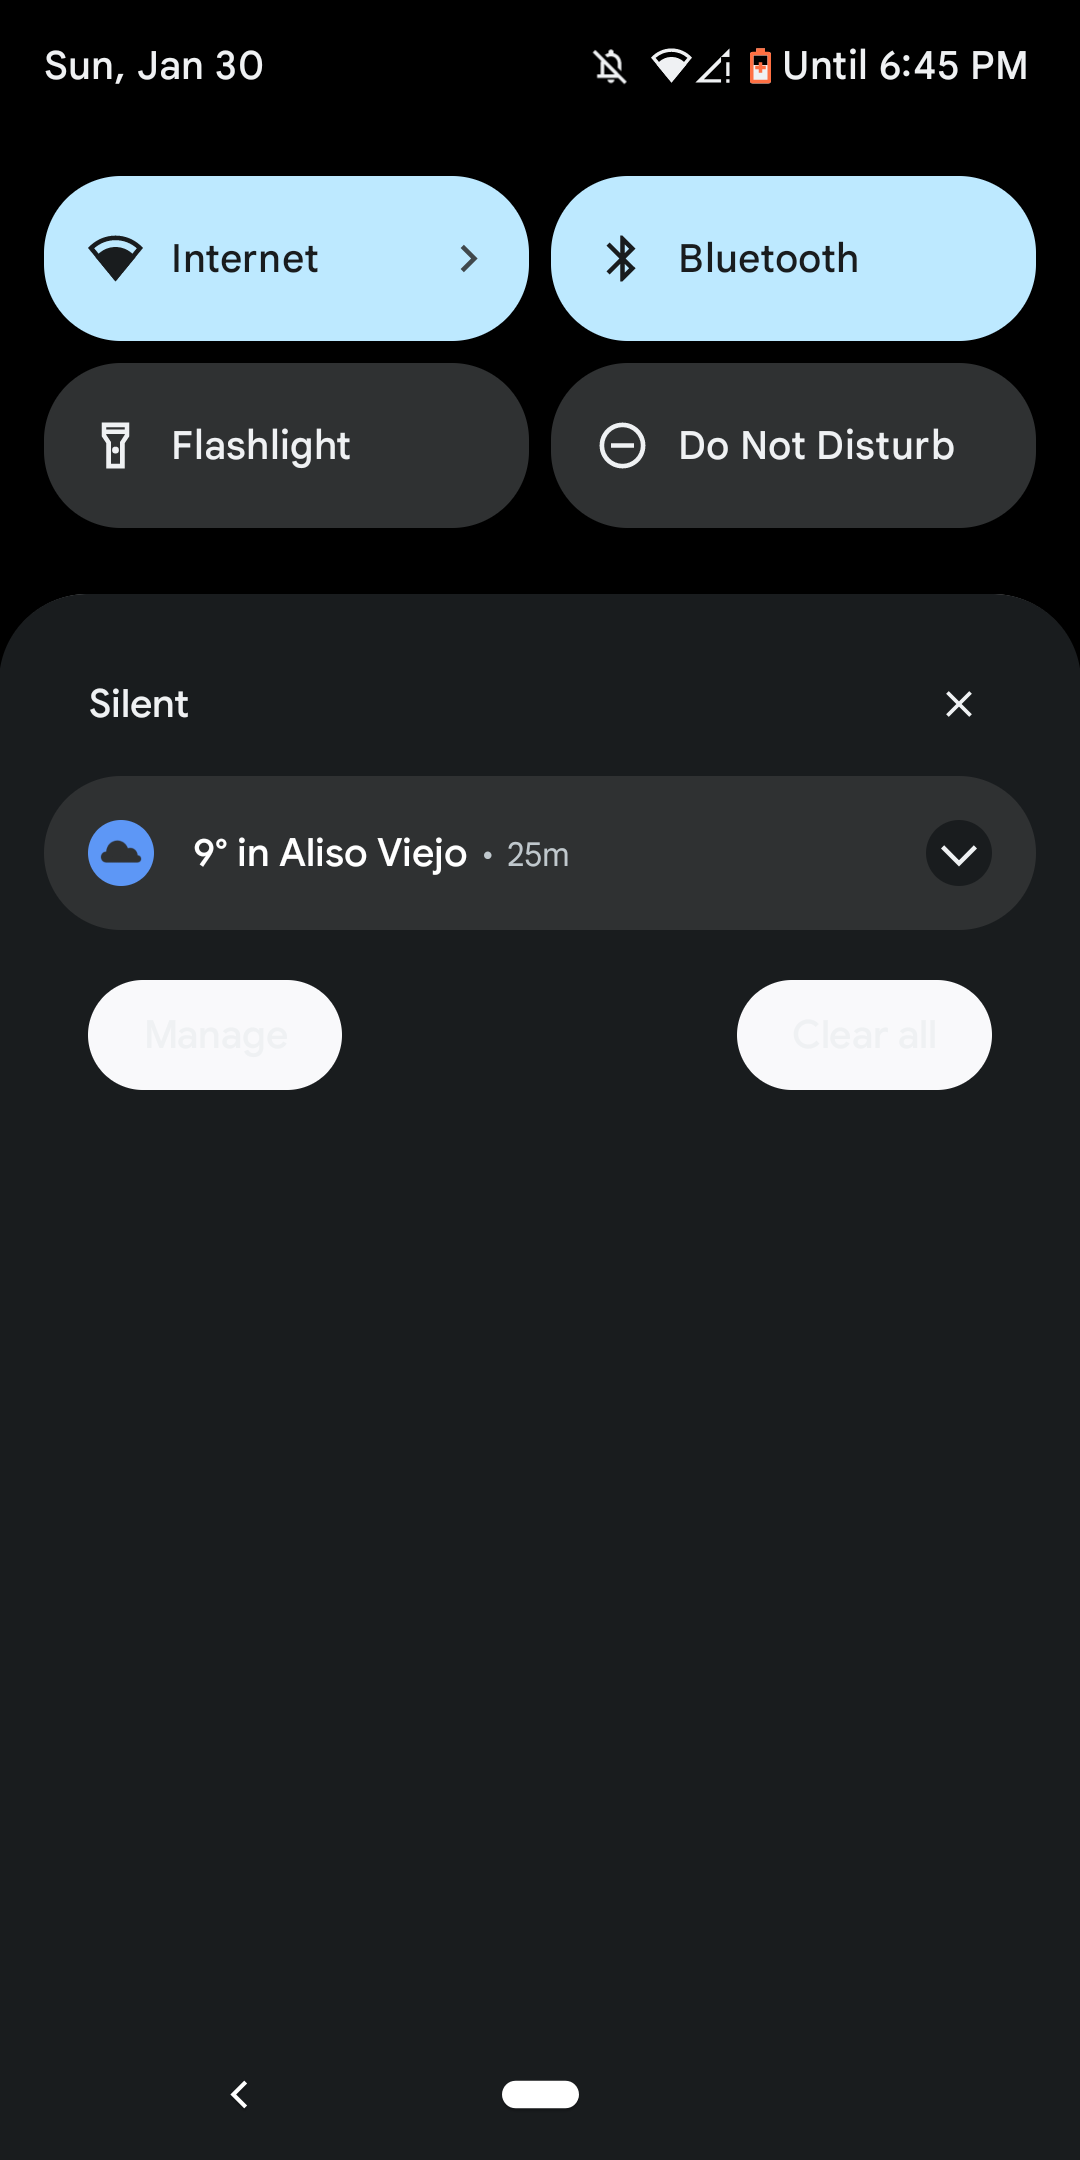 Sun, Jan 30 Until 6:45 PM
Internet Bluetooth
Flashlight Do Not Disturb
Silent
9° in Aliso Viejo • 25m
Manage Clear all